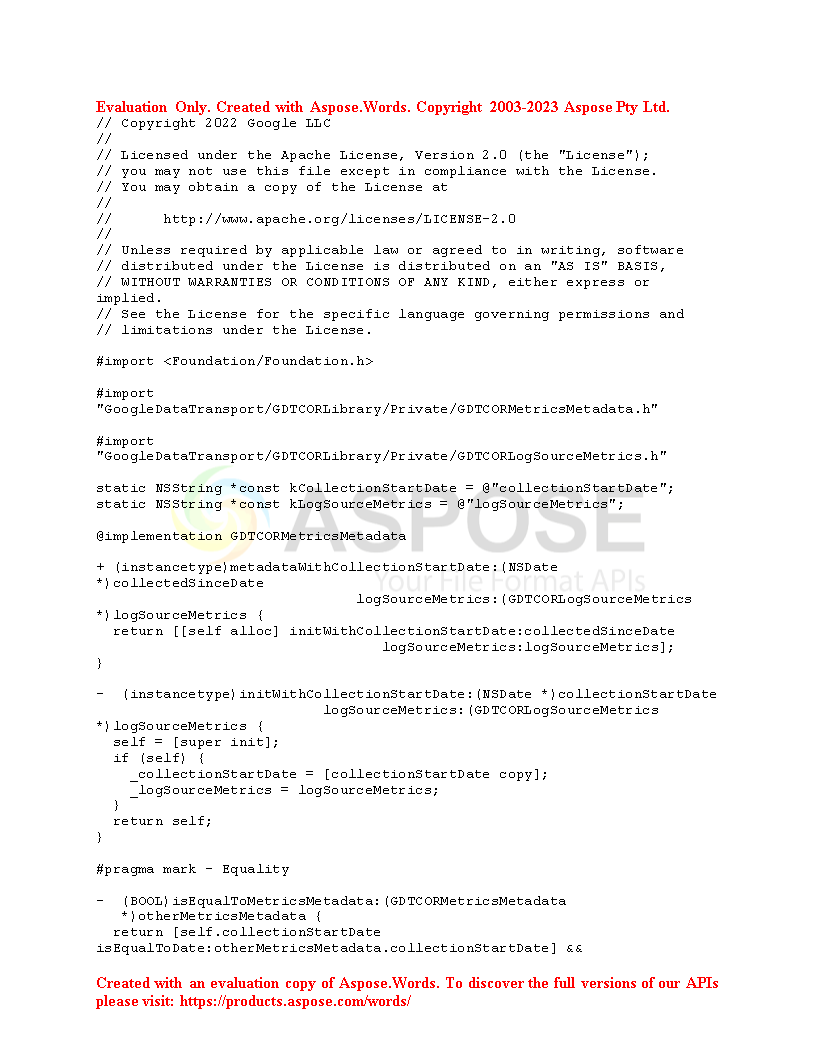 Evaluation Only. Created with Aspose.Words. Copyright 2003-2023 Aspose Pty Ltd.
// Copyright 2022 Google LLC
//
// Licensed under the Apache License, Version 2.0 (the "License");
// you may not use this file except in compliance with the License.
// You may obtain a copy of the License at
//
//      http://www.apache.org/licenses/LICENSE-2.0
//
// Unless required by applicable law or agreed to in writing, software
// distributed under the License is distributed on an "AS IS" BASIS,
// WITHOUT WARRANTIES OR CONDITIONS OF ANY KIND, either express or
implied.
// See the License for the specific language governing permissions and
// limitations under the License.

#import <Foundation/Foundation.h>

#import
"GoogleDataTransport/GDTCORLibrary/Private/GDTCORMetricsMetadata.h"

#import
"GoogleDataTransport/GDTCORLibrary/Private/GDTCORLogSourceMetrics.h"

static NSString *const kCollectionStartDate = @"collectionStartDate";
static NSString *const kLogSourceMetrics = @"logSourceMetrics";
ASPOSE

@implementation GDTCORMetricsMetadata

+ (instancetype)metadataWithCollectionStartDate:(NSDate
*)collectedSinceDate
Your File Format APIs
                               logSourceMetrics:(GDTCORLogSourceMetrics
*)logSourceMetrics {
  return [[self alloc] initWithCollectionStartDate:collectedSinceDate
                                  logSourceMetrics:logSourceMetrics];
}

-  (instancetype)initWithCollectionStartDate:(NSDate *)collectionStartDate
                           logSourceMetrics:(GDTCORLogSourceMetrics
*)logSourceMetrics {
  self = [super init];
  if (self) {
    _collectionStartDate = [collectionStartDate copy];
    _logSourceMetrics = logSourceMetrics;
  }
  return self;
}

#pragma mark - Equality

-  (BOOL)isEqualToMetricsMetadata:(GDTCORMetricsMetadata
   *)otherMetricsMetadata {
  return [self.collectionStartDate
isEqualToDate:otherMetricsMetadata.collectionStartDate] &&

Created with an evaluation copy of Aspose.Words. To discover the full versions of our APIs
please visit: https://products.aspose.com/words/